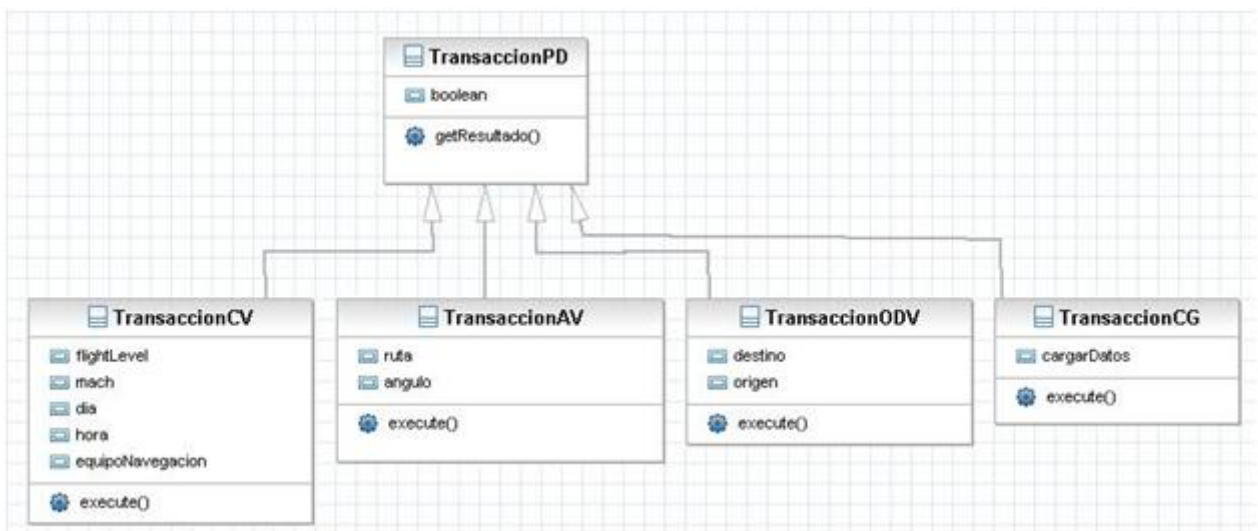 TransaccionPD
boolean
getResultado()
TransaccionCV
flightLevel
mach
dia
hora
equipoNavegacion
execute()
TransaccionAV
ruta
angulo
execute()
TransaccionODV
destino
origen
execute()
TransaccionCG
cargarDatos
execute()